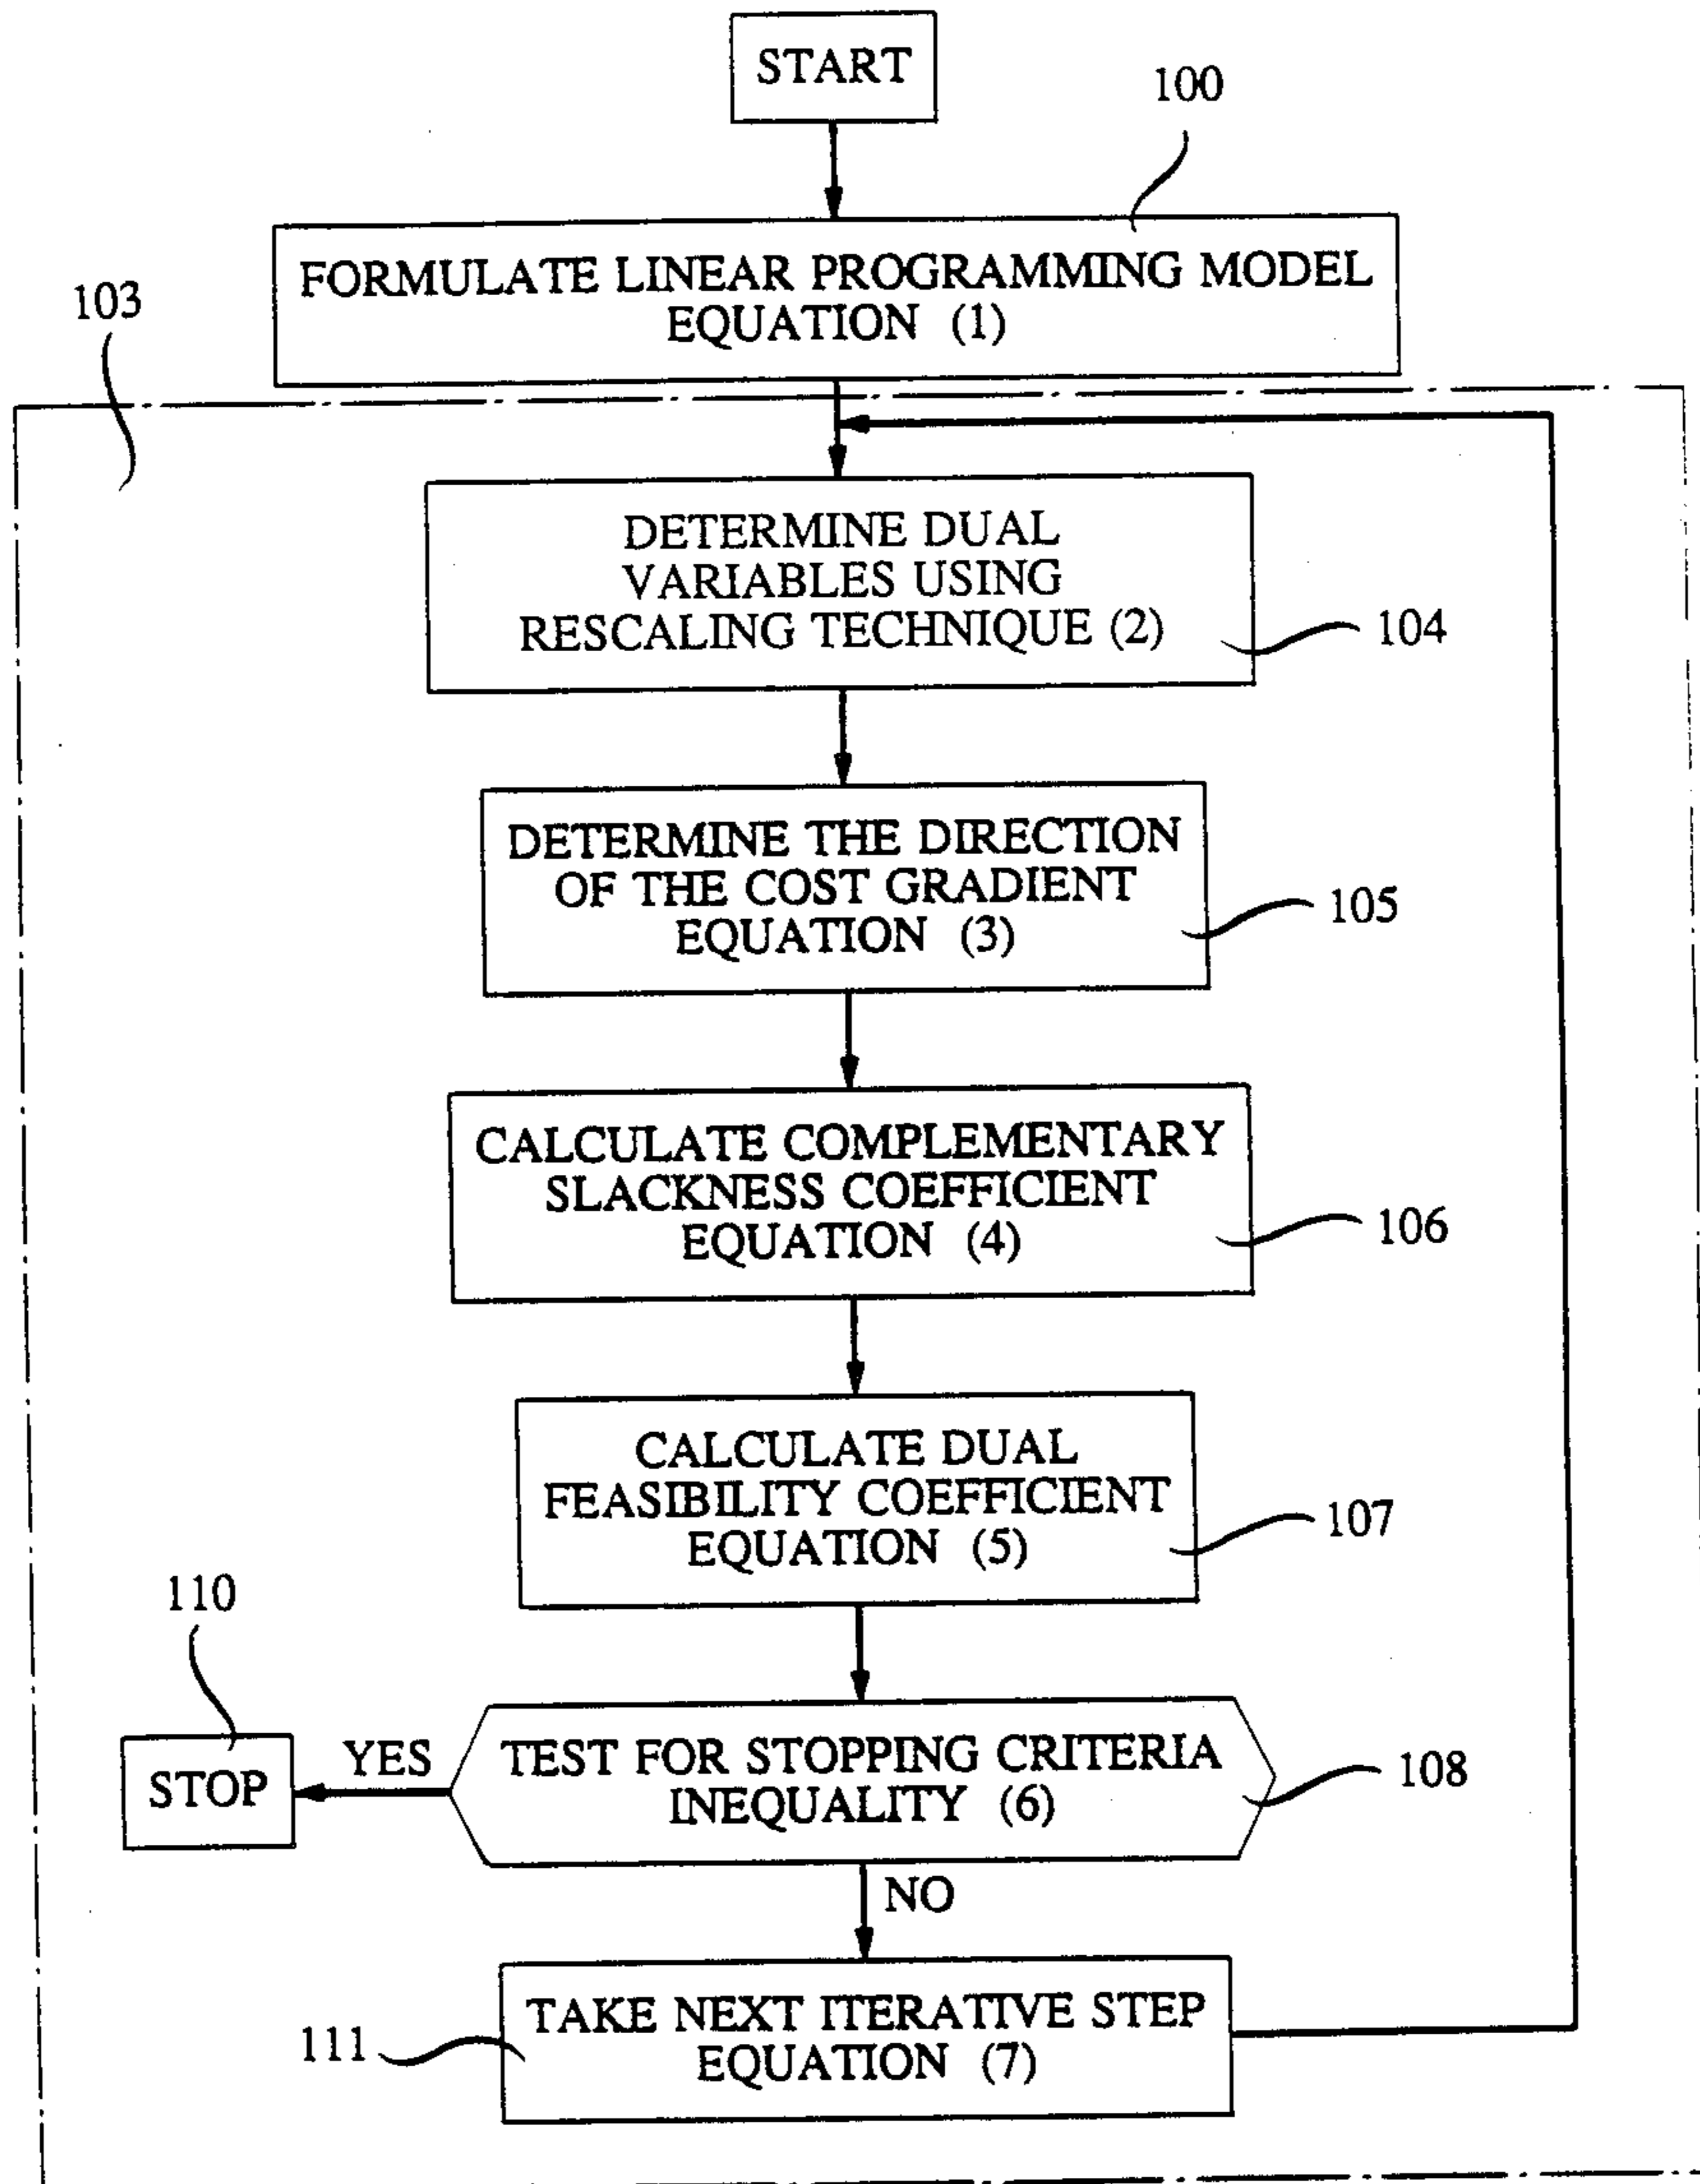 START
100
FORMULATE LINEAR PROGRAMMING MODEL
EQUATION (1)
103
DETERMINE DUAL
VARIABLES USING
RESCALING TECHNIQUE (2)
104
DETERMINE THE DIRECTION
OF THE COST GRADIENT
EQUATION (3)
105
CALCULATE COMPLEMENTARY
SLACKNESS COEFFICIENT
EQUATION (4)
106
CALCULATE DUAL
FEASIBILITY COEFFICIENT
EQUATION (5)
107
110
STOP
YES
TEST FOR STOPPING CRITERIA
INEQUALITY (6)
108
NO
TAKE NEXT ITERATIVE STEP
EQUATION (7)
111